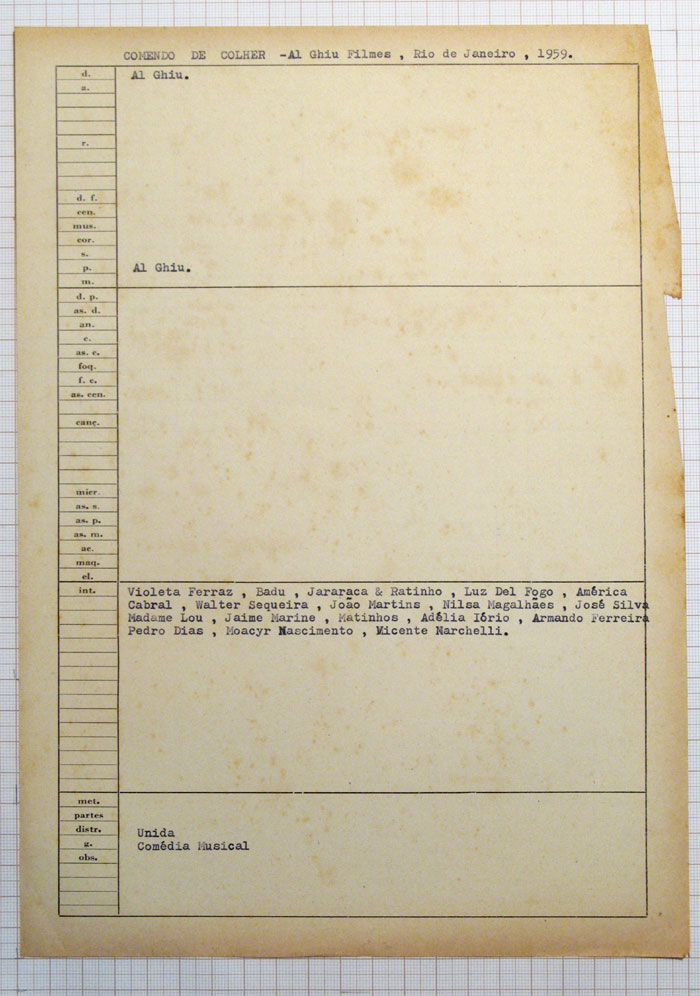 COMENDO DE COLHER -Al Ghiu Filmes , Rio de Janeiro , 1959.
d. Al Ghiu.
a.
r.
d. f.
cen.
mus.
cor.
s.
p. Al Ghiu.
m.
d. p.
as. d.
an.
c.
as. c.
foq.
f. c.
as. cen.
canç.
micr.
as. s.
as. p.
as. m.
ac.
maq.
el.
int. Violeta Ferraz , Badu , Jararaca & Ratinho , Luz Del Fogo , América
Cabral , Walter Sequeira , João Martins , Nilsa Magalhães , José Silva
Madame Lou , Jaime Marine , Matinhos , Adélia Iório , Armando Ferreira
Pedro Dias , Moacyr Nascimento , Vicente Marchelli.
met.
partes
distr. Unida
g. Comédia Musical
obs.